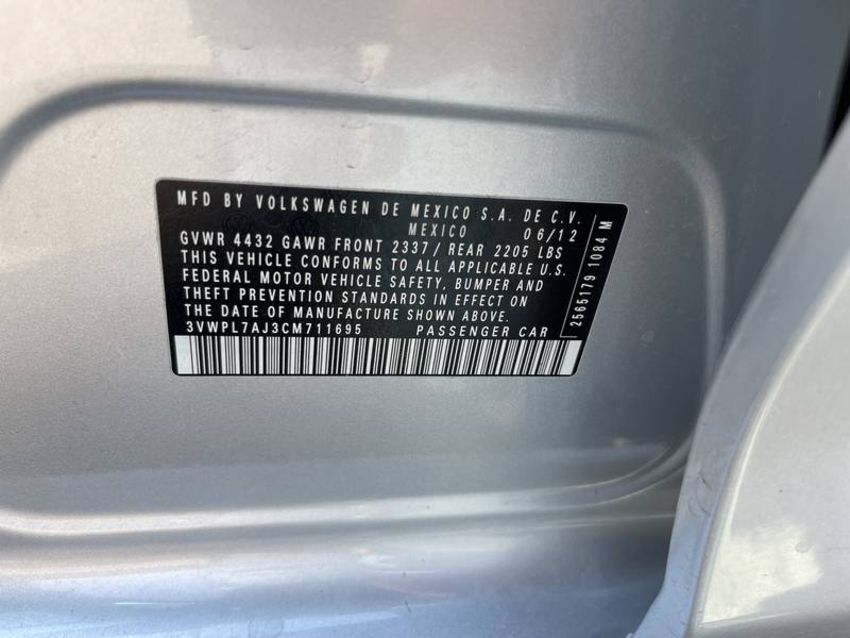 MFD BY VOLKSWAGEN DE MEXICO S.A. DE C.V.
MEXICO 06/12
GVWR 4432 GAWR FRONT 2337/ REAR 2205 LBS
THIS VEHICLE CONFORMS TO ALL APPLICABLE U.S.
FEDERAL MOTOR VEHICLE SAFETY, BUMPER AND
THEFT PREVENTION STANDARDS IN EFFECT ON
THE DATE OF MANUFACTURE SHOWN ABOVE.
3VWPL7AJ3CM711695 PASSENGER CAR
2565179 1084 M